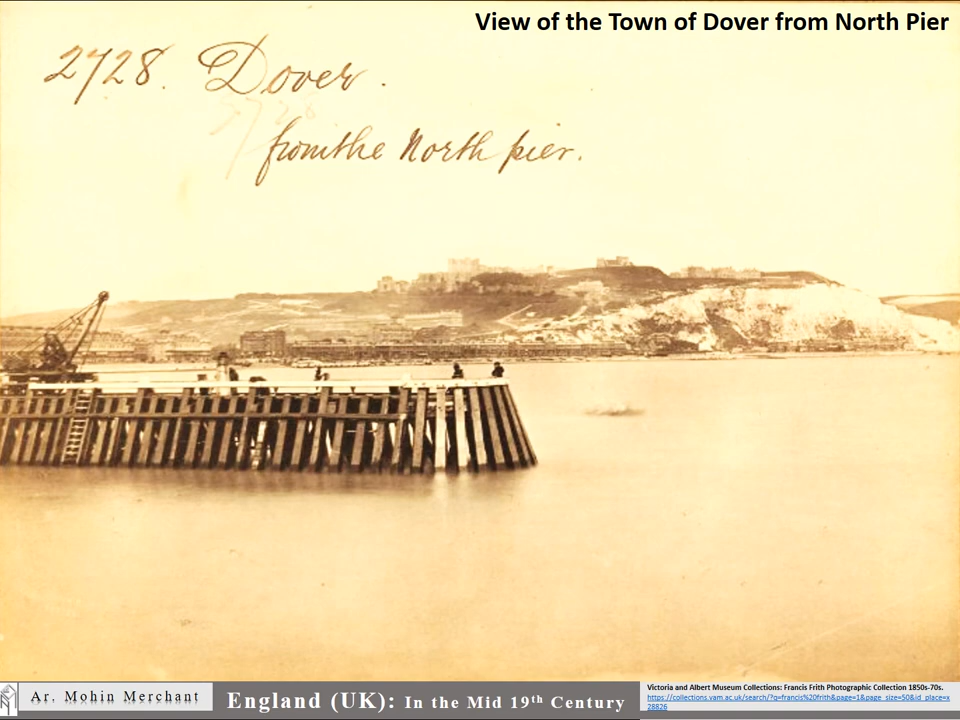 View of the Town of Dover from North Pier
2728. Dover.
from the North pier.
Ar. Mohin Merchant
England (UK): In the Mid 19th Century
Victoria and Albert Museum Collections: Francis Frith Photographic Collection 1850s-70s.
https://collections.vam.ac.uk/search/?q=francis%20frith&page=1&page_size=50&id_place=x
28826